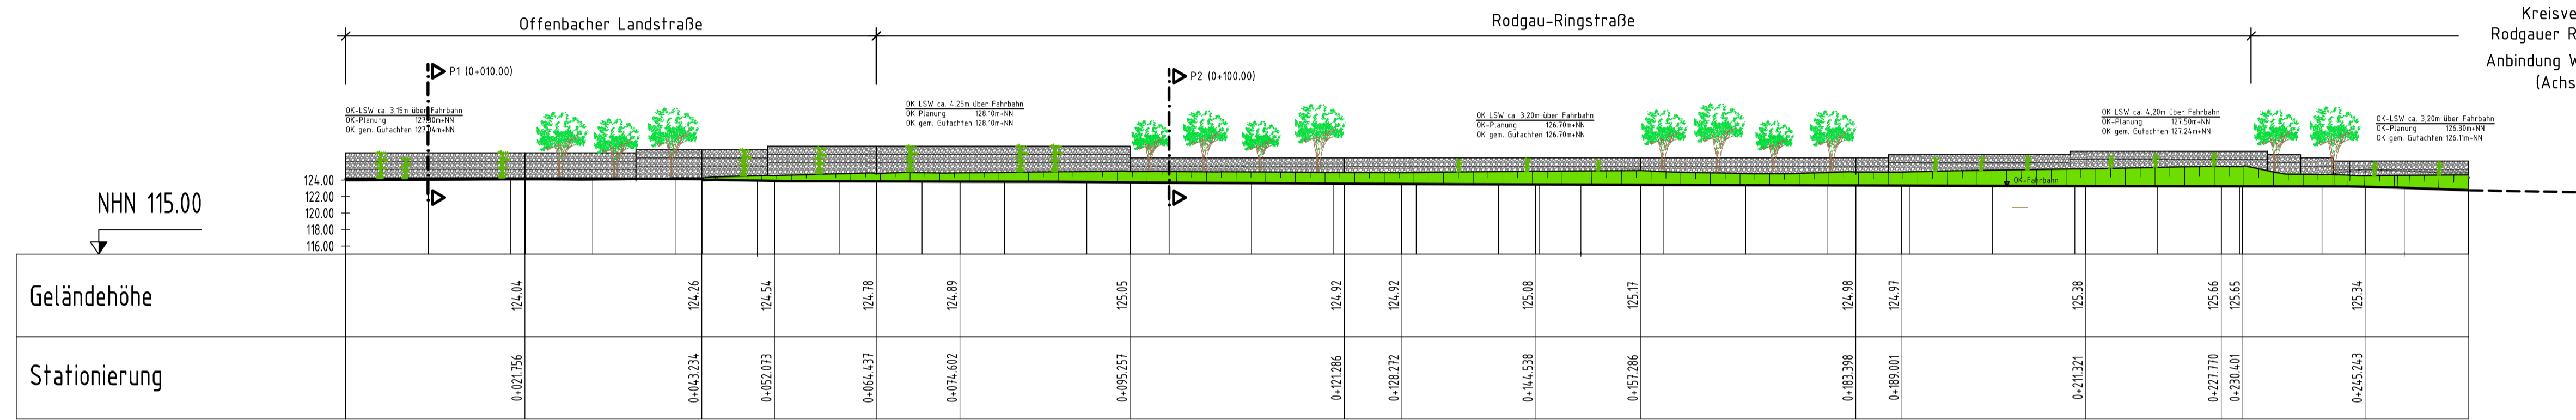 Offenbacher Landstraße
Rodgau-Ringstraße
Kreisve
Rodgauer R
Anbindung W
(Achs
P1 (0+010.00)
P2 (0+100.00)
OK-LSW ca. 3,15m über Fahrbahn
OK-Planung
OK gem. Gutachten
OK LSW ca. 4.25m über Fahrbahn
OK Planung 128.10m+NN
OK gem. Gutachten 128.10m+NN
OK LSW ca. 3,20m über Fahrbahn
OK-Planung 126.70m+NN
OK gem. Gutachten 126.70m+NN
OK LSW ca. 4,20m über Fahrbahn
OK-Planung 127.50m+NN
OK gem. Gutachten 127.24m+NN
OK-LSW ca. 3,20m über Fahrbahn
OK-Planung 126.30m+NN
OK gem. Gutachten 126.11m+NN
OK-Fahrbahn
NHN 115.00
124.00
122.00
120.00
118.00
116.00
Geländehöhe
124.04
124.26
124.54
124.78
124.89
125.05
124.92
124.92
125.08
125.17
124.98
124.97
125.38
125.66
125.65
125.34
Stationierung
0+021.756
0+043.234
0+052.073
0+064.437
0+074.602
0+095.257
0+121.286
0+128.272
0+144.538
0+157.286
0+183.398
0+189.001
0+211.321
0+227.770
0+230.401
0+245.243